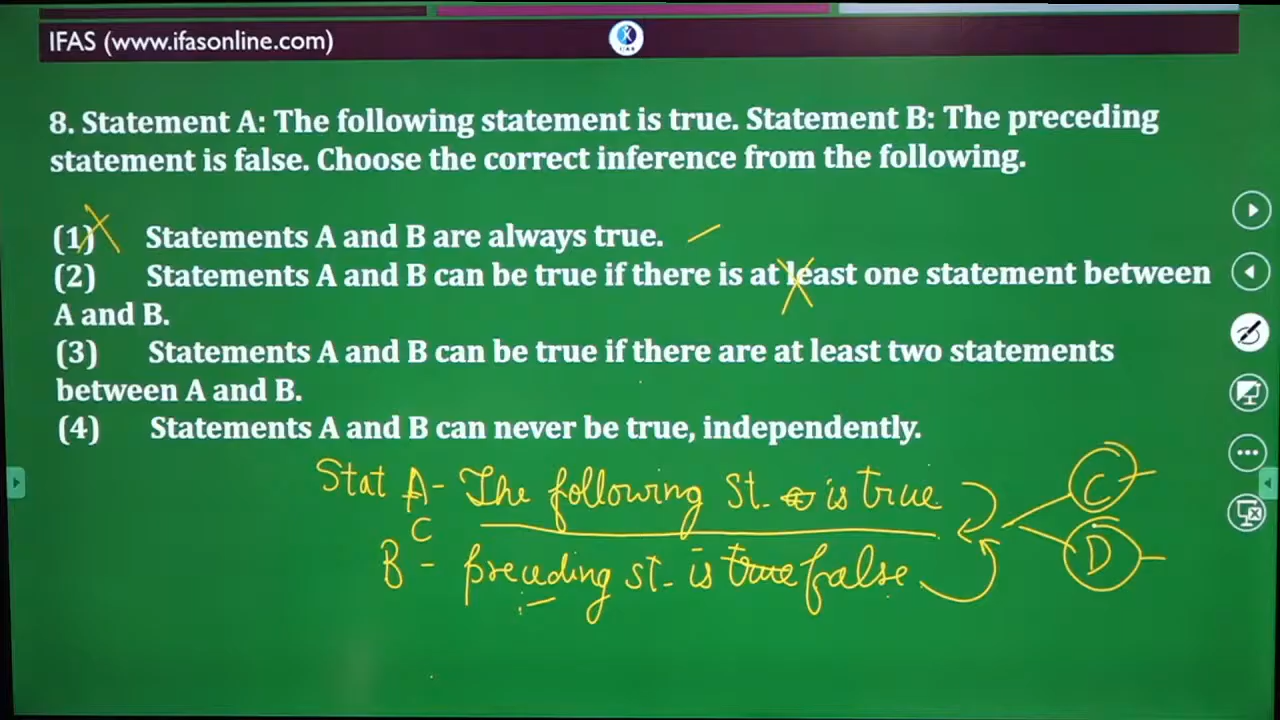 IFAS (www.ifasonline.com)
8. Statement A: The following statement is true. Statement B: The preceding
statement is false. Choose the correct inference from the following.
(1) Statements A and B are always true.
(2) Statements A and B can be true if there is at least one statement between
A and B.
(3) Statements A and B can be true if there are at least two statements
between A and B.
(4) Statements A and B can never be true, independently.
Stat A- The following St. is true
C
B - preceding st. is true false
C
D